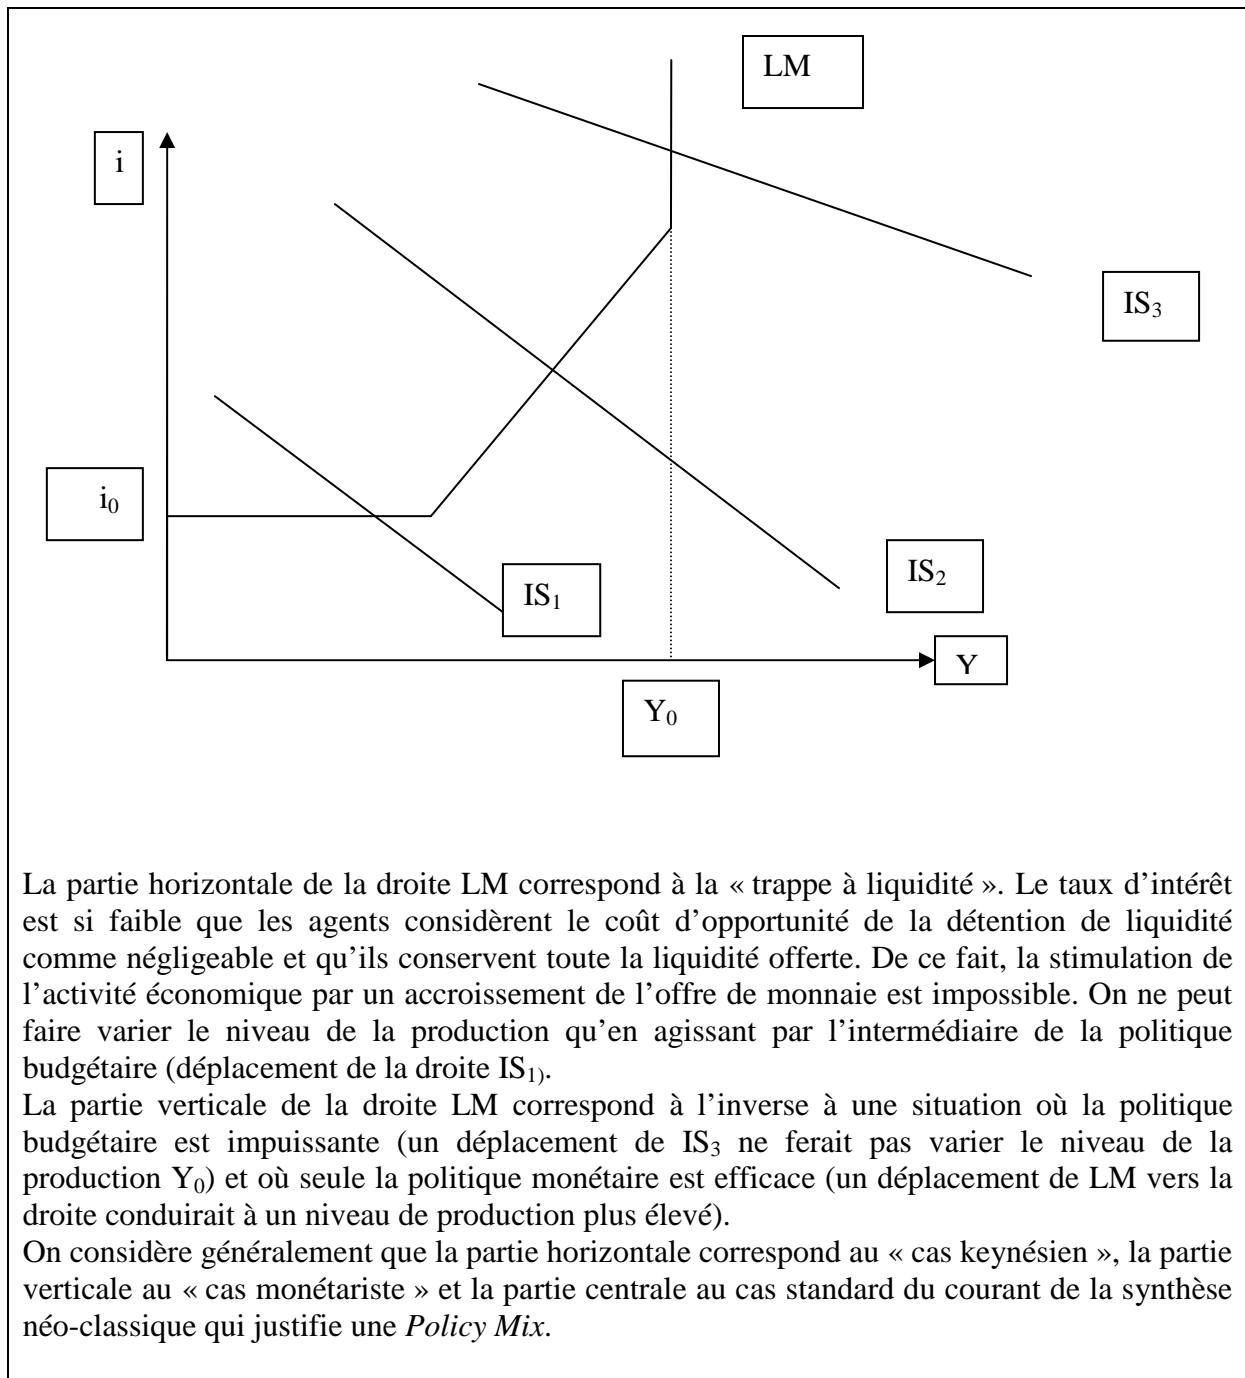 LM
i
IS₃
i₀
IS₂
IS₁
Y
Y₀
La partie horizontale de la droite LM correspond à la « trappe à liquidité ». Le taux d’intérêt
est si faible que les agents considèrent le coût d’opportunité de la détention de liquidité
comme négligeable et qu’ils conservent toute la liquidité offerte. De ce fait, la stimulation de
l’activité économique par un accroissement de l’offre de monnaie est impossible. On ne peut
faire varier le niveau de la production qu’en agissant par l’intermédiaire de la politique
budgétaire (déplacement de la droite IS₁₎.
La partie verticale de la droite LM correspond à l’inverse à une situation où la politique
budgétaire est impuissante (un déplacement de IS₃ ne ferait pas varier le niveau de la
production Y₀) et où seule la politique monétaire est efficace (un déplacement de LM vers la
droite conduirait à un niveau de production plus élevé).
On considère généralement que la partie horizontale correspond au « cas keynésien », la partie
verticale au « cas monétariste » et la partie centrale au cas standard du courant de la synthèse
néo-classique qui justifie une Policy Mix.